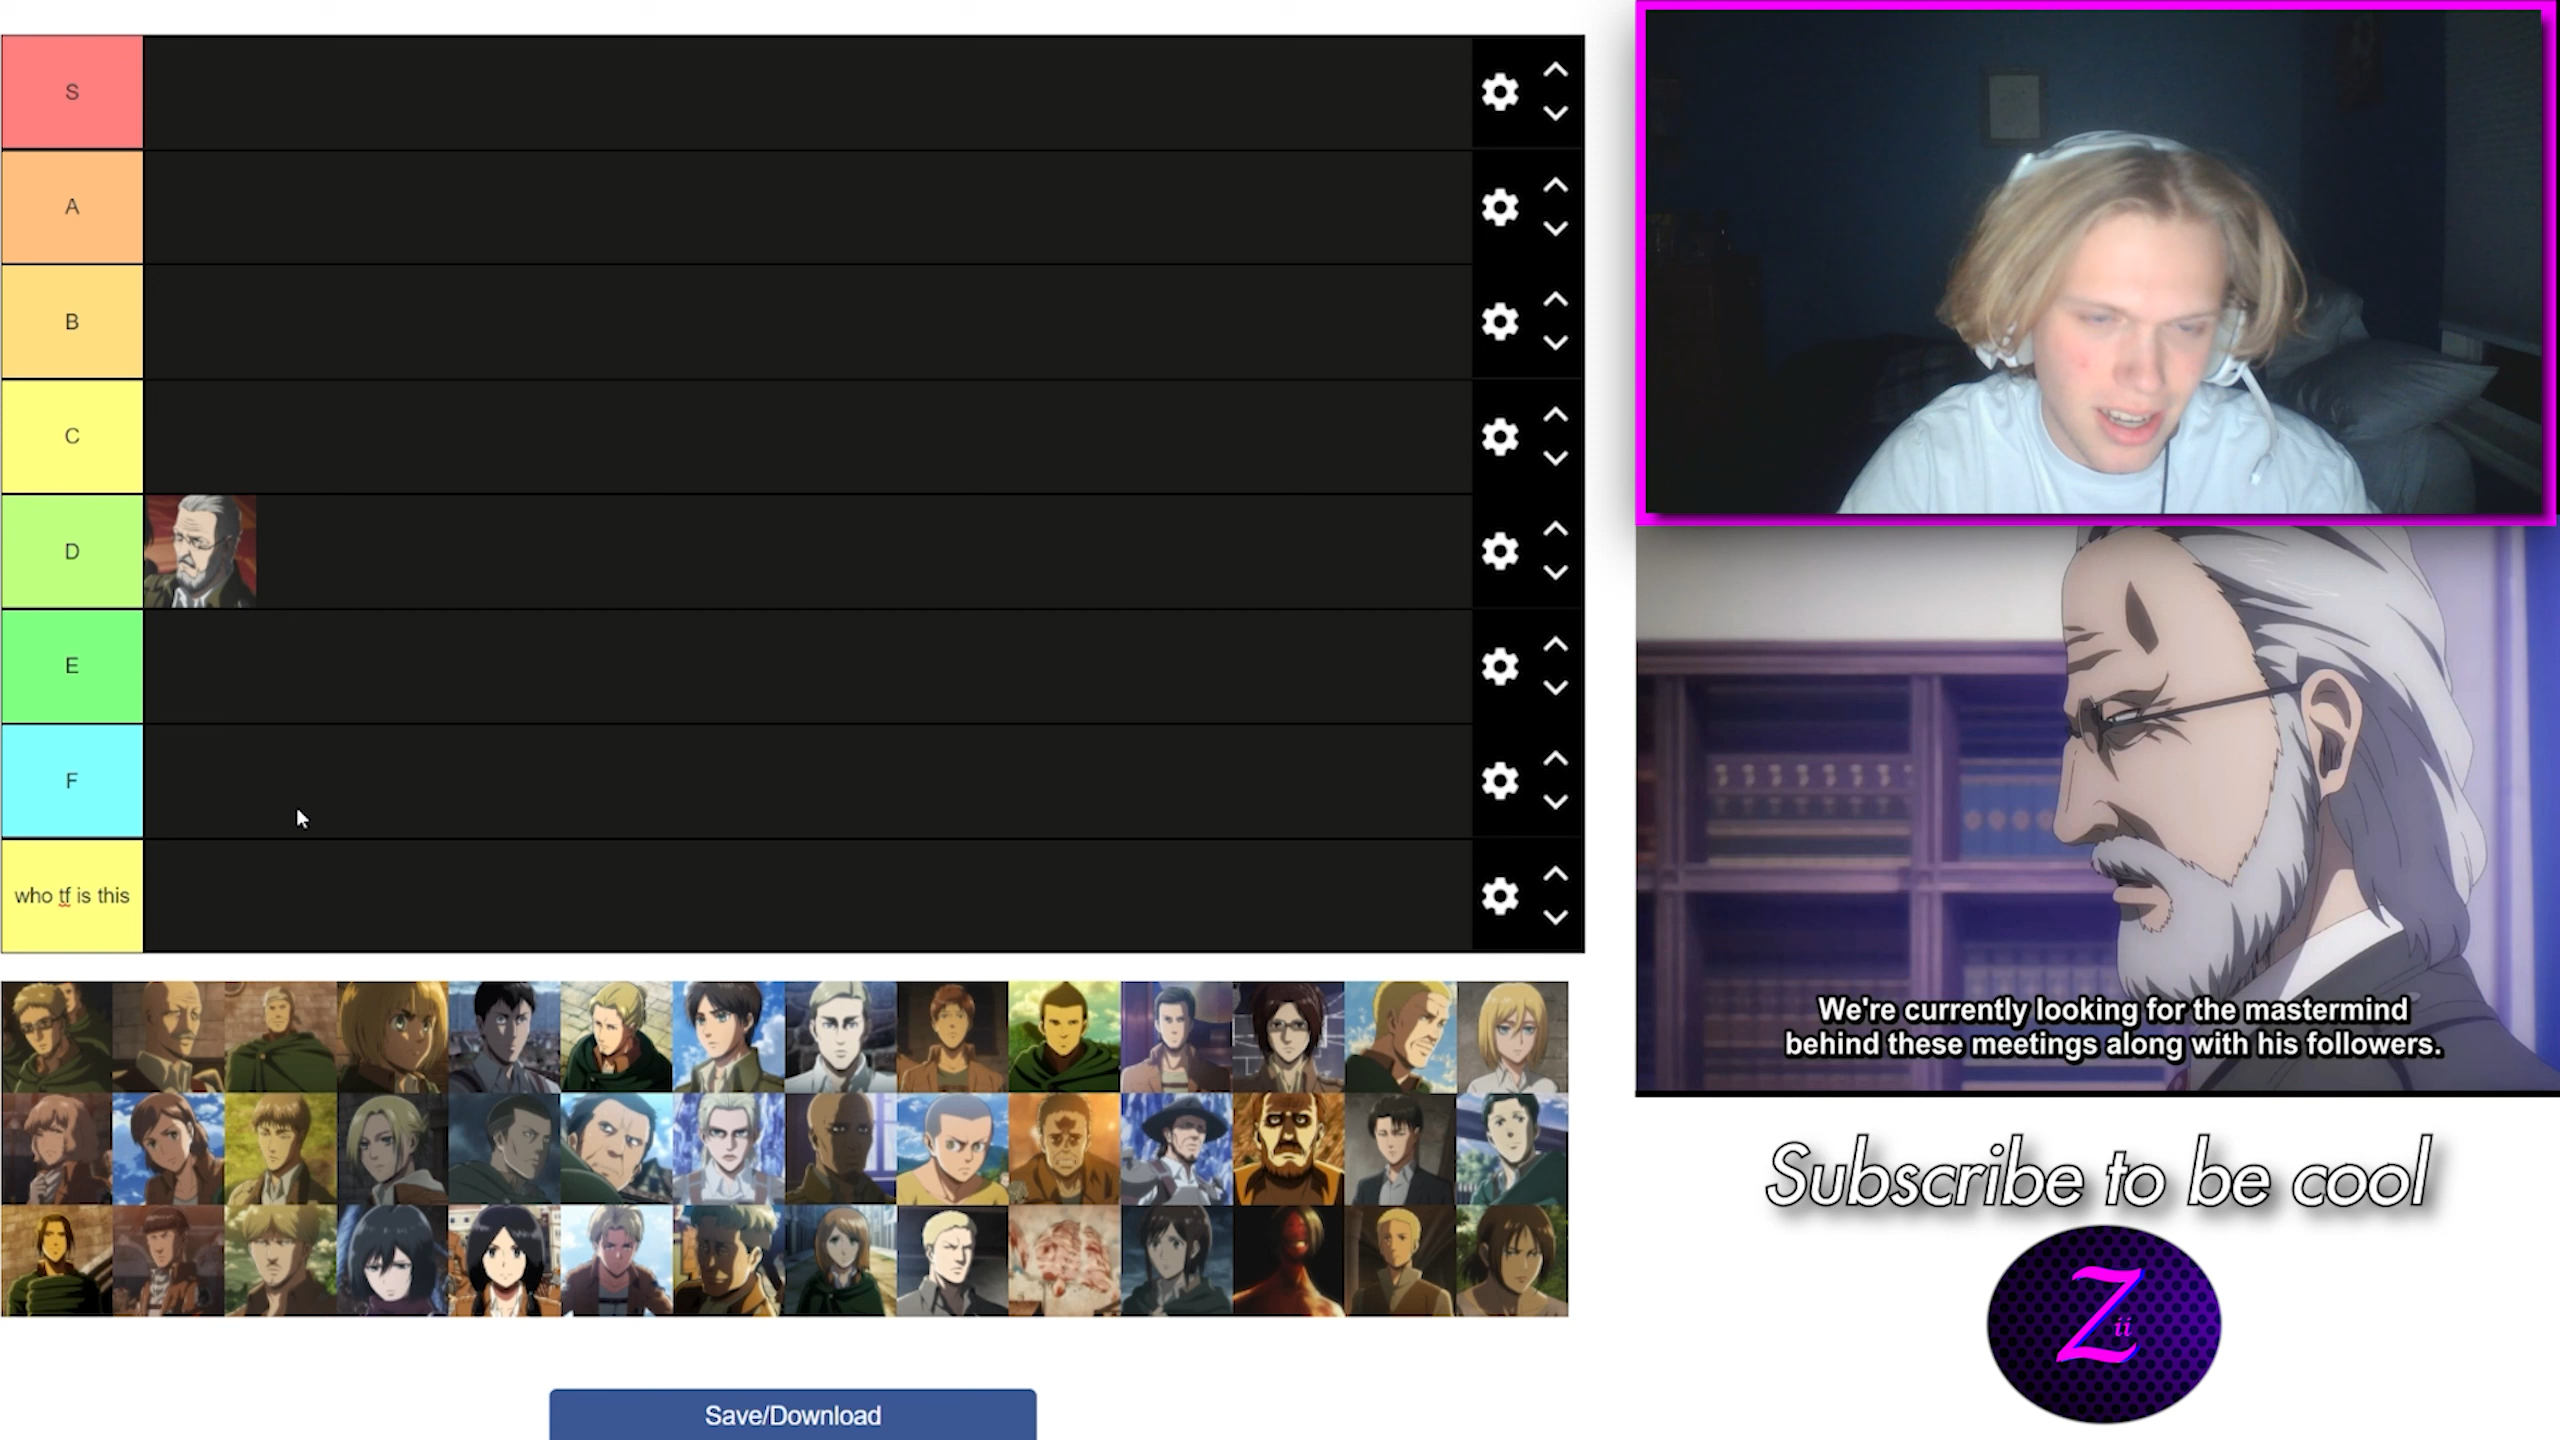 S
A
B
C
D
E
F
who tf is this
We're currently looking for the mastermind
behind these meetings along with his followers.
Subscribe to be cool
Z ii
Save/Download